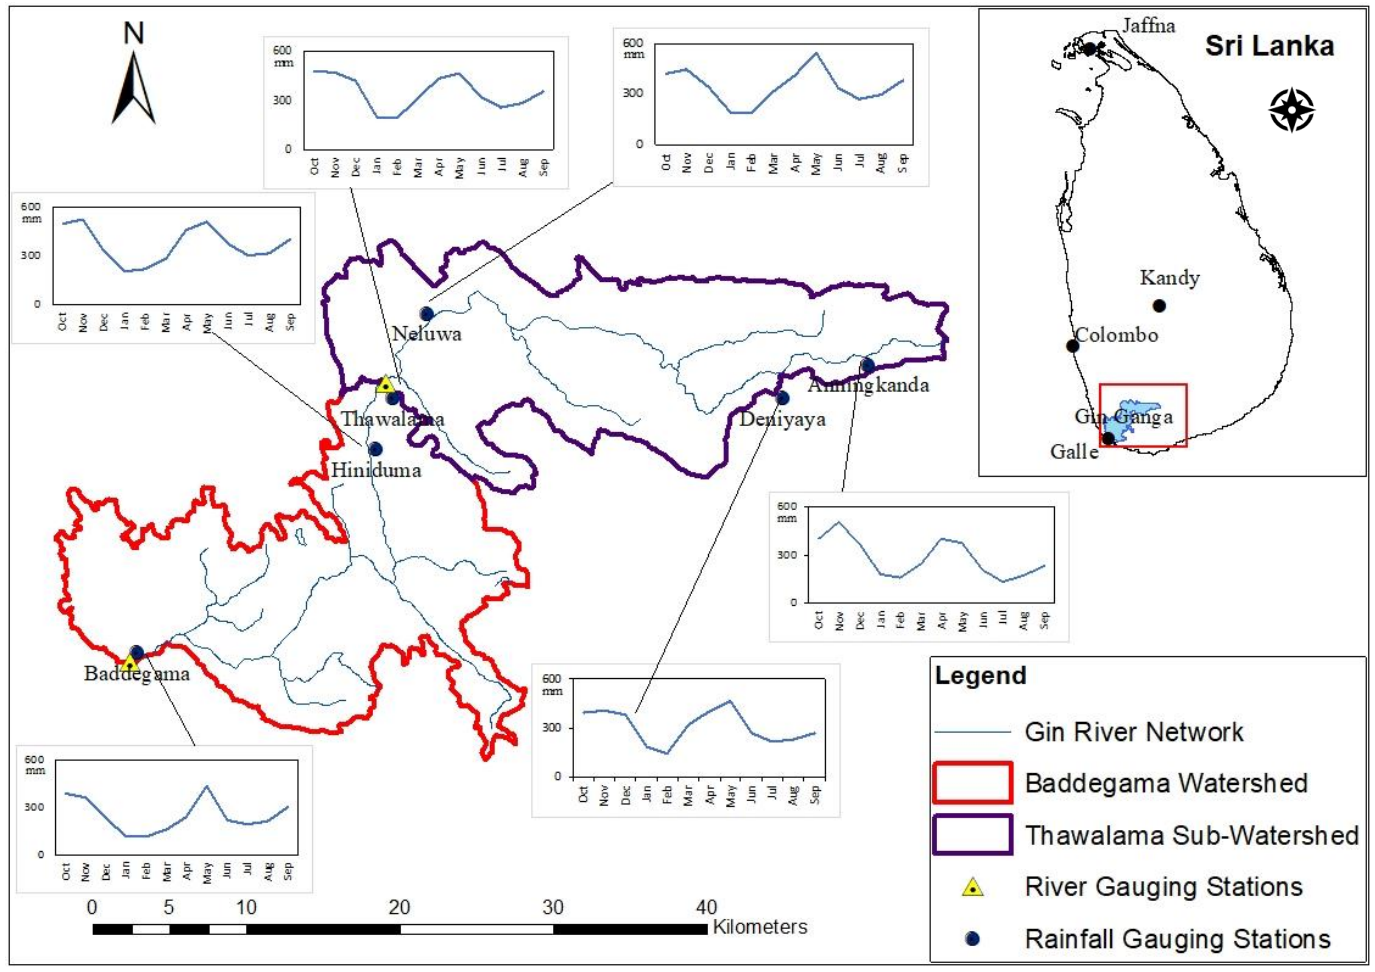 N
600
mm
300
0
Oct
Nov
Dec
Jan
Feb
Mar
Apr
May
Jun
Jul
Aug
Sep
600
mm
300
0
Oct
Nov
Dec
Jan
Feb
Mar
Apr
May
Jun
Jul
Aug
Sep
Jaffna
Sri Lanka
Kandy
Colombo
Gin Ganga
Galle
600
mm
300
0
Oct
Nov
Dec
Jan
Feb
Mar
Apr
May
Jun
Jul
Aug
Sep
Neluwa
Anningkanda
Thawalama
Deniyaya
Hiniduma
600
mm
300
0
Oct
Nov
Dec
Jan
Feb
Mar
Apr
May
Jun
Jul
Aug
Sep
Baddegama
600
mm
300
0
Oct
Nov
Dec
Jan
Feb
Mar
Apr
May
Jun
Jul
Aug
Sep
600
mm
300
0
Oct
Nov
Dec
Jan
Feb
Mar
Apr
May
Jun
Jul
Aug
Sep
Legend
Gin River Network
Baddegama Watershed
Thawalama Sub-Watershed
River Gauging Stations
Rainfall Gauging Stations
0 5 10 20 30 40
Kilometers